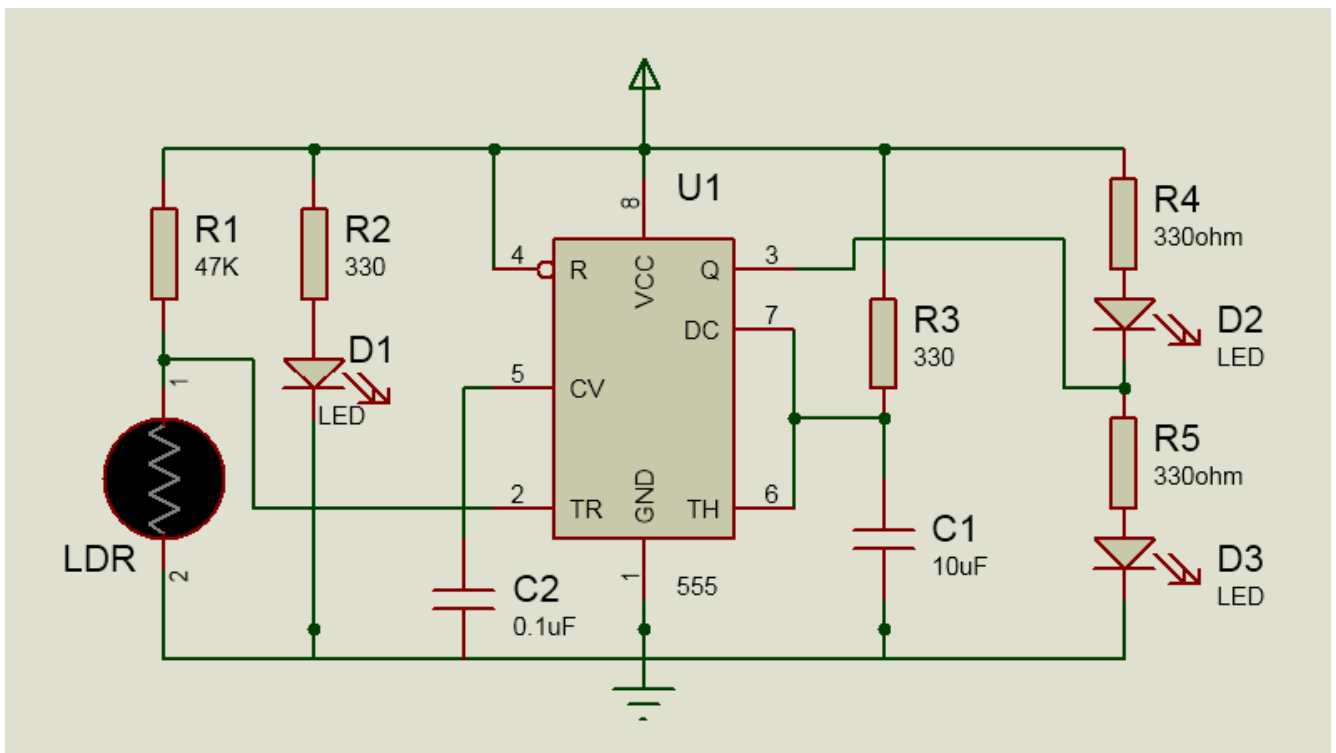 U1
8
VCC
R1
47K
R2
330
4
R
Q
3
R4
330ohm
DC
7
R3
330
D2
LED
D1
LED
1
5
CV
R5
330ohm
2
TR
GND
TH
6
C1
10uF
LDR
2
C2
0.1uF
1
555
D3
LED